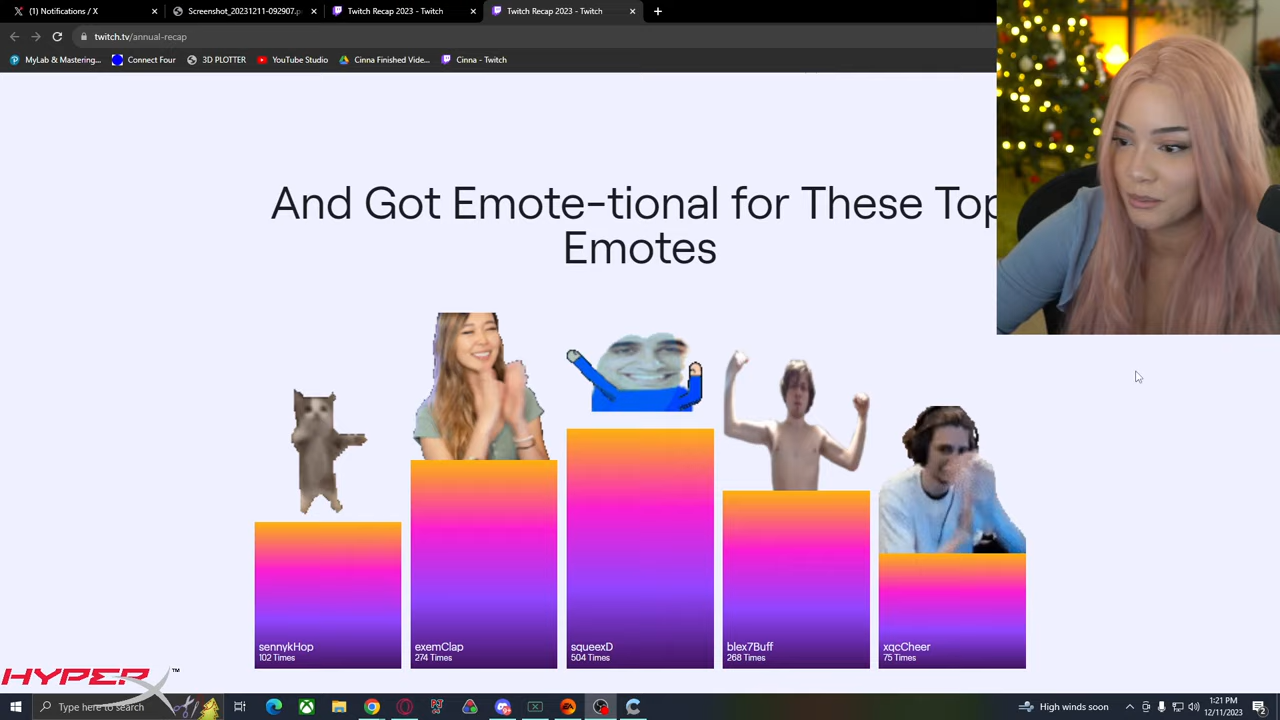 (1) Notifications / X
Screenshot_20231211-092907.p
Twitch Recap 2023 - Twitch
Twitch Recap 2023 - Twitch
twitch.tv/annual-recap
MyLab & Mastering...
Connect Four
3D PLOTTER
YouTube Studio
Cinna Finished Vide...
Cinna - Twitch
And Got Emote-tional for These Top
Emotes
sennykHop
102 Times
exemClap
274 Times
squeexD
504 Times
blex7Buff
268 Times
xqcCheer
75 Times
HYPERX™
Type here to search
High winds soon
1:21 PM
12/11/2023
2